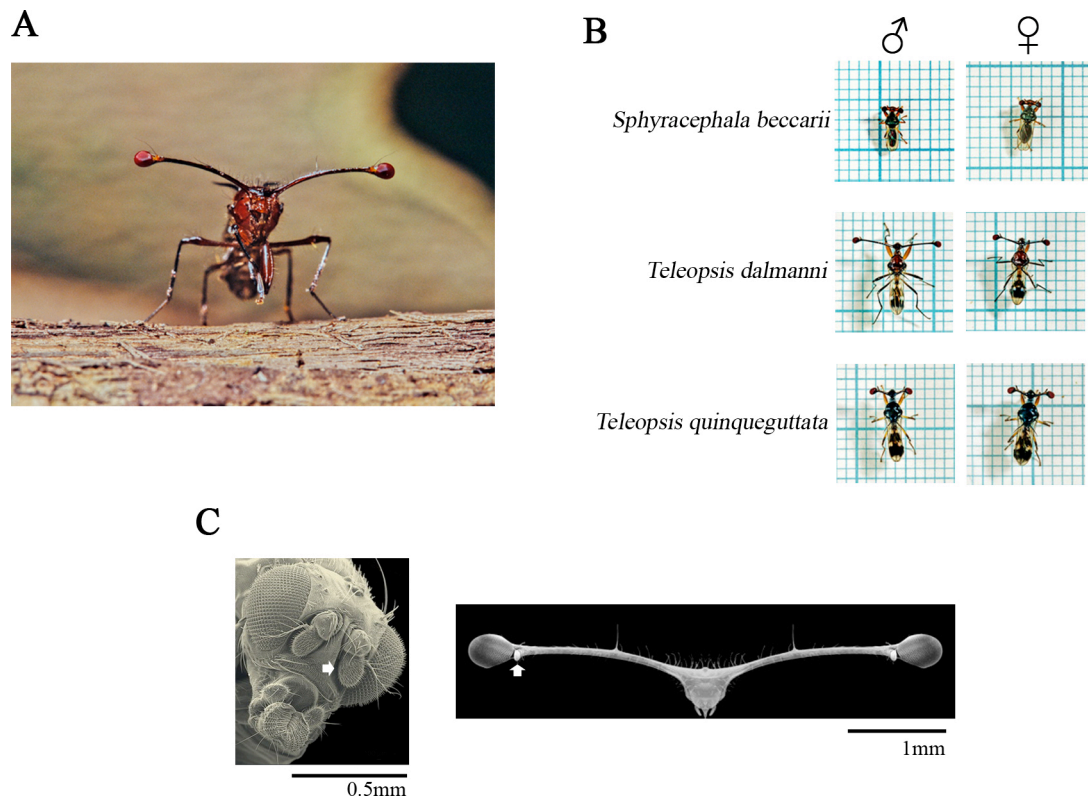 A
B
♂ ♀
Sphyracephala beccarii
Teleopsis dalmanni
Teleopsis quinqueguttata
C
0.5mm
1mm